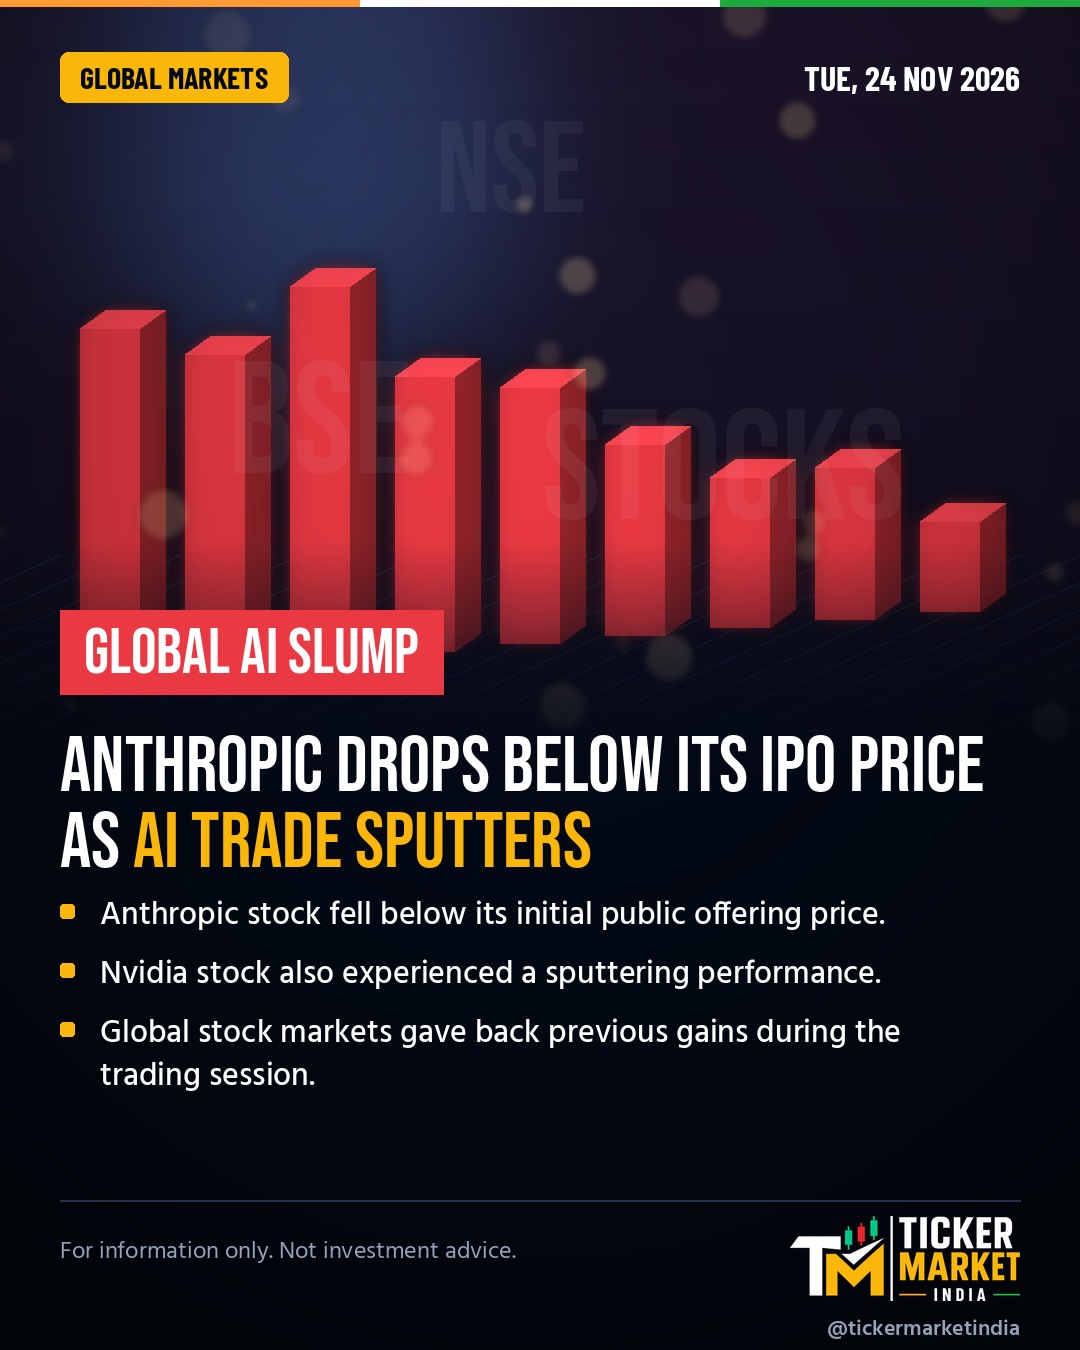 GLOBAL MARKETS
TUE, 24 NOV 2026
NSE
BSE
STOCKS
GLOBAL AI SLUMP
ANTHROPIC DROPS BELOW ITS IPO PRICE
AS AI TRADE SPUTTERS
Anthropic stock fell below its initial public offering price.
Nvidia stock also experienced a sputtering performance.
Global stock markets gave back previous gains during the
trading session.
For information only. Not investment advice.
TM
TICKER
MARKET
INDIA
@tickermarketindia